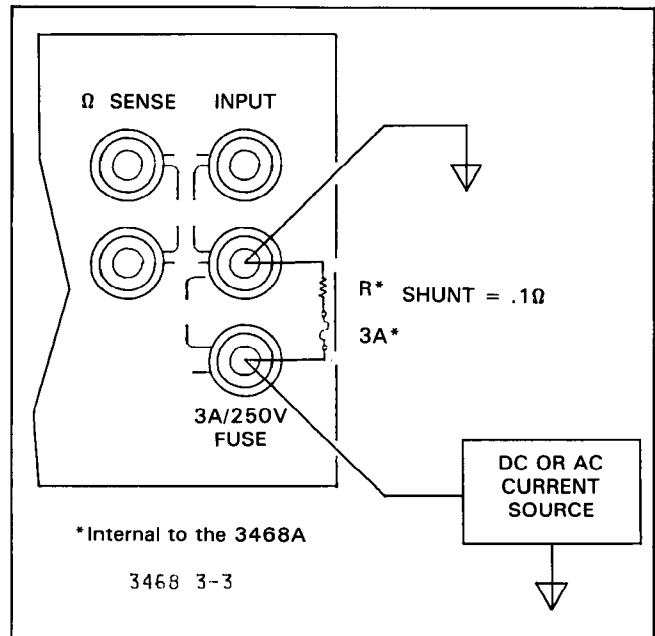 Ω SENSE INPUT
R* SHUNT = .1Ω
3A*
3A/250V
FUSE
DC OR AC
CURRENT
SOURCE
*Internal to the 3468A
3468 3-3